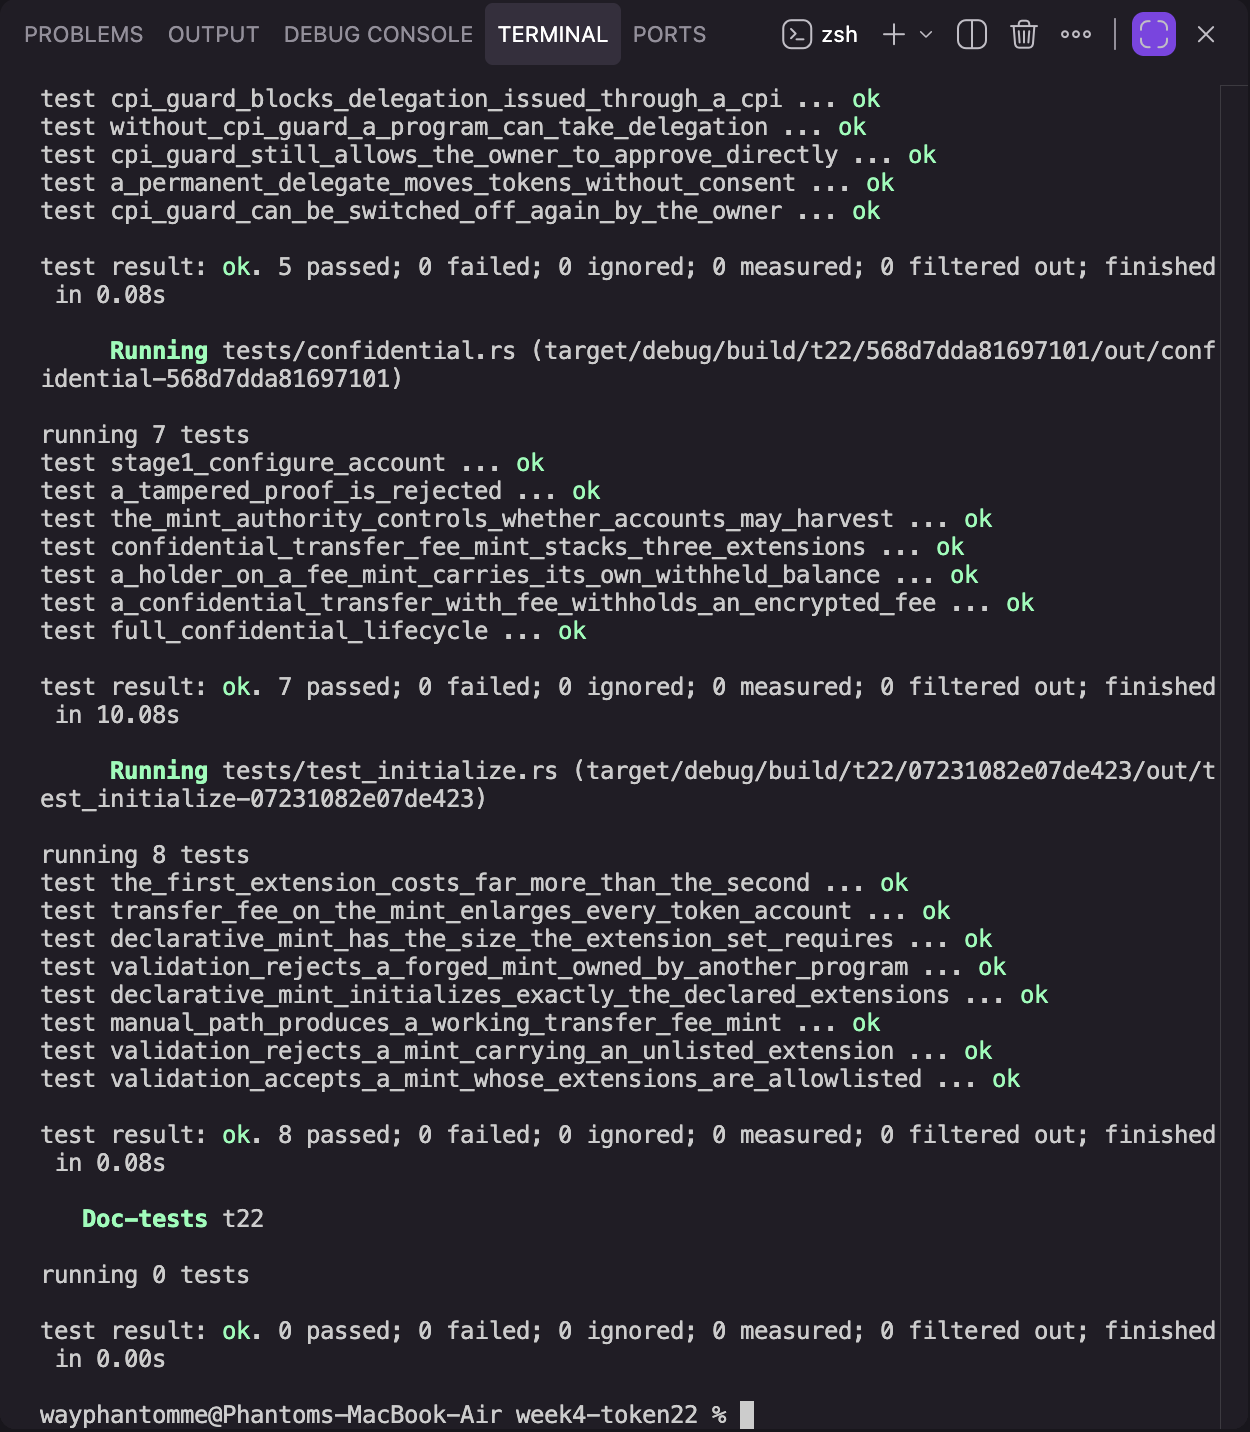 PROBLEMS OUTPUT DEBUG CONSOLE TERMINAL PORTS zsh
test cpi_guard_blocks_delegation_issued_through_a_cpi ... ok
test without_cpi_guard_a_program_can_take_delegation ... ok
test cpi_guard_still_allows_the_owner_to_approve_directly ... ok
test a_permanent_delegate_moves_tokens_without_consent ... ok
test cpi_guard_can_be_switched_off_again_by_the_owner ... ok
test result: ok. 5 passed; 0 failed; 0 ignored; 0 measured; 0 filtered out; finished
in 0.08s
Running tests/confidential.rs (target/debug/build/t22/568d7dda81697101/out/conf
idential-568d7dda81697101)
running 7 tests
test stage1_configure_account ... ok
test a_tampered_proof_is_rejected ... ok
test the_mint_authority_controls_whether_accounts_may_harvest ... ok
test confidential_transfer_fee_mint_stacks_three_extensions ... ok
test a_holder_on_a_fee_mint_carries_its_own_withheld_balance ... ok
test a_confidential_transfer_with_fee_withholds_an_encrypted_fee ... ok
test full_confidential_lifecycle ... ok
test result: ok. 7 passed; 0 failed; 0 ignored; 0 measured; 0 filtered out; finished
in 10.08s
Running tests/test_initialize.rs (target/debug/build/t22/07231082e07de423/out/t
est_initialize-07231082e07de423)
running 8 tests
test the_first_extension_costs_far_more_than_the_second ... ok
test transfer_fee_on_the_mint_enlarges_every_token_account ... ok
test declarative_mint_has_the_size_the_extension_set_requires ... ok
test validation_rejects_a_forged_mint_owned_by_another_program ... ok
test declarative_mint_initializes_exactly_the_declared_extensions ... ok
test manual_path_produces_a_working_transfer_fee_mint ... ok
test validation_rejects_a_mint_carrying_an_unlisted_extension ... ok
test validation_accepts_a_mint_whose_extensions_are_allowlisted ... ok
test result: ok. 8 passed; 0 failed; 0 ignored; 0 measured; 0 filtered out; finished
in 0.08s
Doc-tests t22
running 0 tests
test result: ok. 0 passed; 0 failed; 0 ignored; 0 measured; 0 filtered out; finished
in 0.00s
wayphantomme@Phantoms-MacBook-Air week4-token22 %